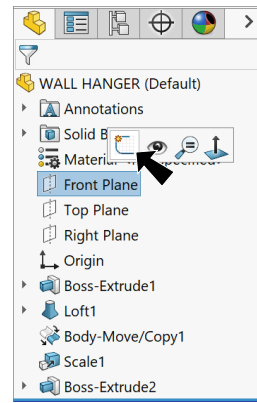 WALL HANGER (Default)
Annotations
Solid B
Material
Front Plane
Top Plane
Right Plane
Origin
Boss-Extrude1
Loft1
Body-Move/Copy1
Scale1
Boss-Extrude2